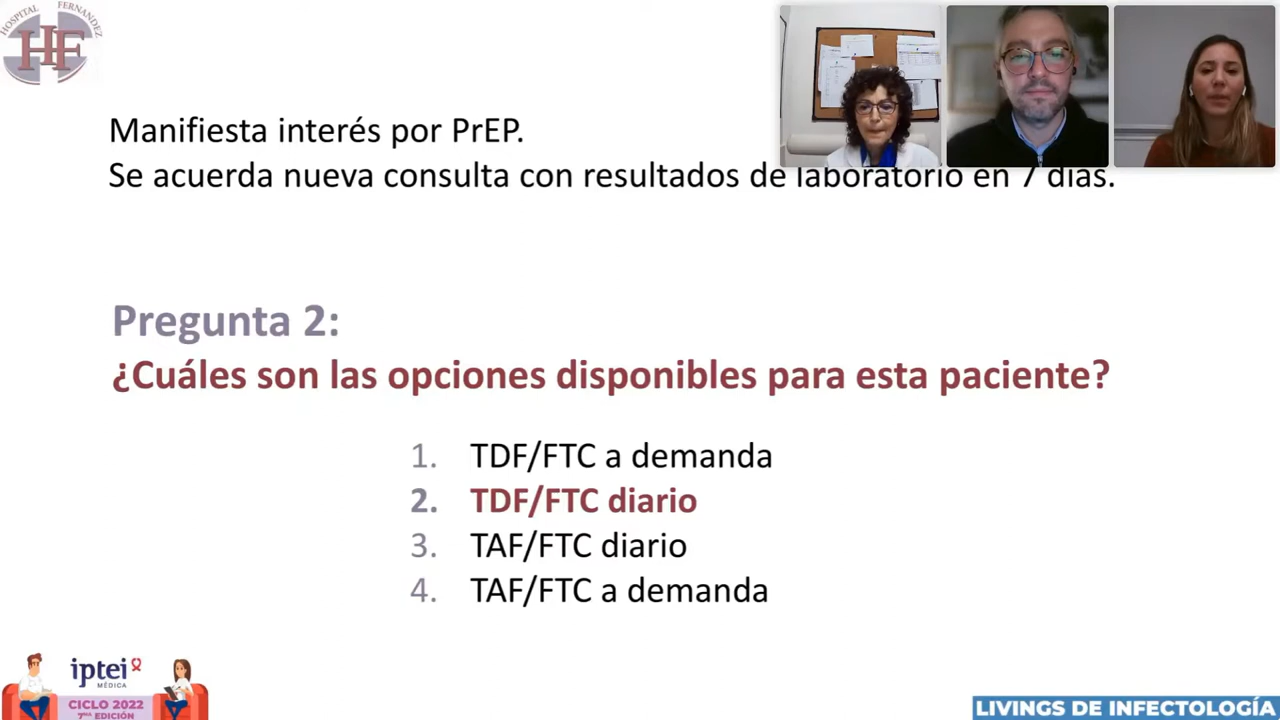 HOSPITAL FERNANDEZ
HF
Manifiesta interés por PrEP.
Se acuerda nueva consulta con resultados de laboratorio en 7 días.
Pregunta 2:
¿Cuáles son las opciones disponibles para esta paciente?
1. TDF/FTC a demanda
2. TDF/FTC diario
3. TAF/FTC diario
4. TAF/FTC a demanda
iptei
MÉDICA
CICLO 2022
7MA EDICIÓN
LIVINGS DE INFECTOLOGÍA